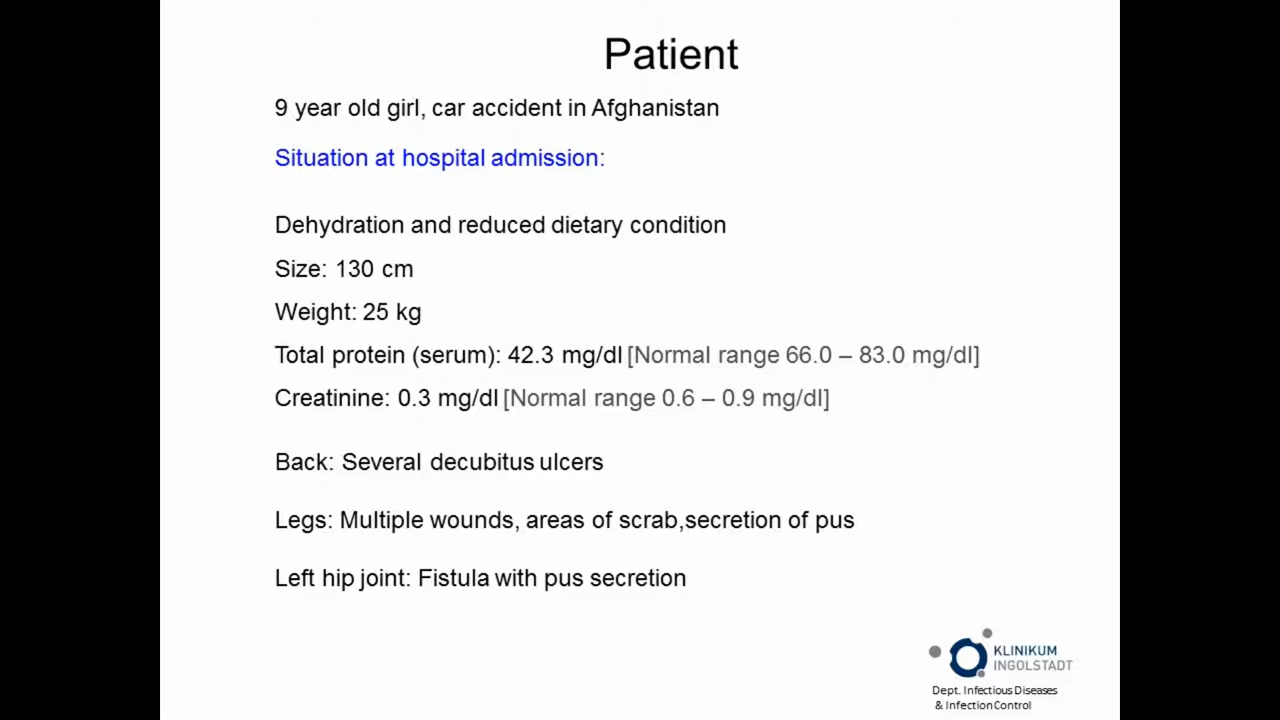 Patient
9 year old girl, car accident in Afghanistan
Situation at hospital admission:
Dehydration and reduced dietary condition
Size: 130 cm
Weight: 25 kg
Total protein (serum): 42.3 mg/dl [Normal range 66.0 – 83.0 mg/dl]
Creatinine: 0.3 mg/dl [Normal range 0.6 – 0.9 mg/dl]
Back: Several decubitus ulcers
Legs: Multiple wounds, areas of scrab,secretion of pus
Left hip joint: Fistula with pus secretion
KLINIKUM
INGOLSTADT
Dept. Infectious Diseases
& Infection Control